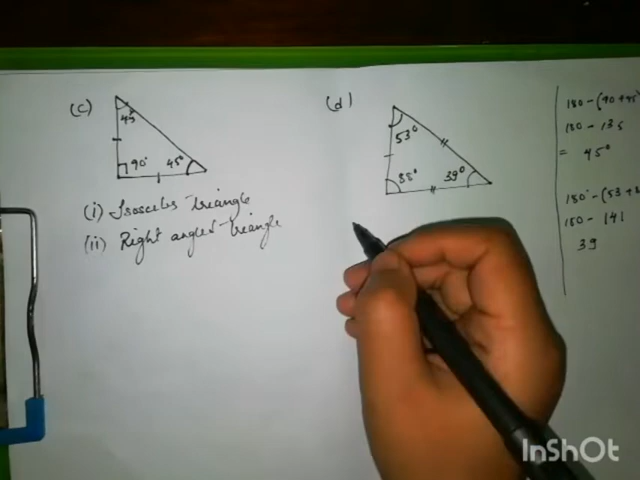 (c)
45
90° 45°
(i) Isosceles triangle
(ii) Right angled triangle
(d)
53°
88° 39°
180 - (90+45
180 - 135
= 45°
180° - (53+
180 - 141
39
InShOt